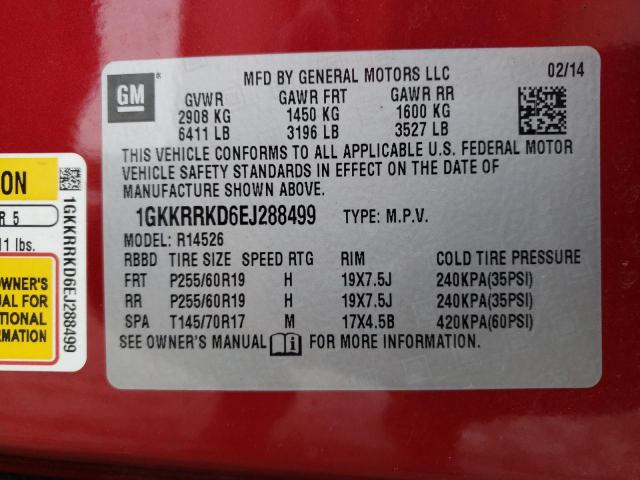 GM
MFD BY GENERAL MOTORS LLC 02/14
GVWR GAWR FRT GAWR RR
2908 KG 1450 KG 1600 KG
6411 LB 3196 LB 3527 LB
THIS VEHICLE CONFORMS TO ALL APPLICABLE U.S. FEDERAL MOTOR
VEHICLE SAFETY STANDARDS IN EFFECT ON THE DATE OF
MANUFACTURE SHOWN ABOVE.
1GKKRRKD6EJ288499 TYPE: M.P.V.
MODEL: R14526
RBBD TIRE SIZE SPEED RTG RIM COLD TIRE PRESSURE
FRT P255/60R19 H 19X7.5J 240KPA(35PSI)
RR P255/60R19 H 19X7.5J 240KPA(35PSI)
SPA T145/70R17 M 17X4.5B 420KPA(60PSI)
SEE OWNER'S MANUAL FOR MORE INFORMATION.
ON
R 5
1 lbs.
OWNER'S
UAL FOR
TIONAL
RMATION
1GKKRRKD6EJ288499